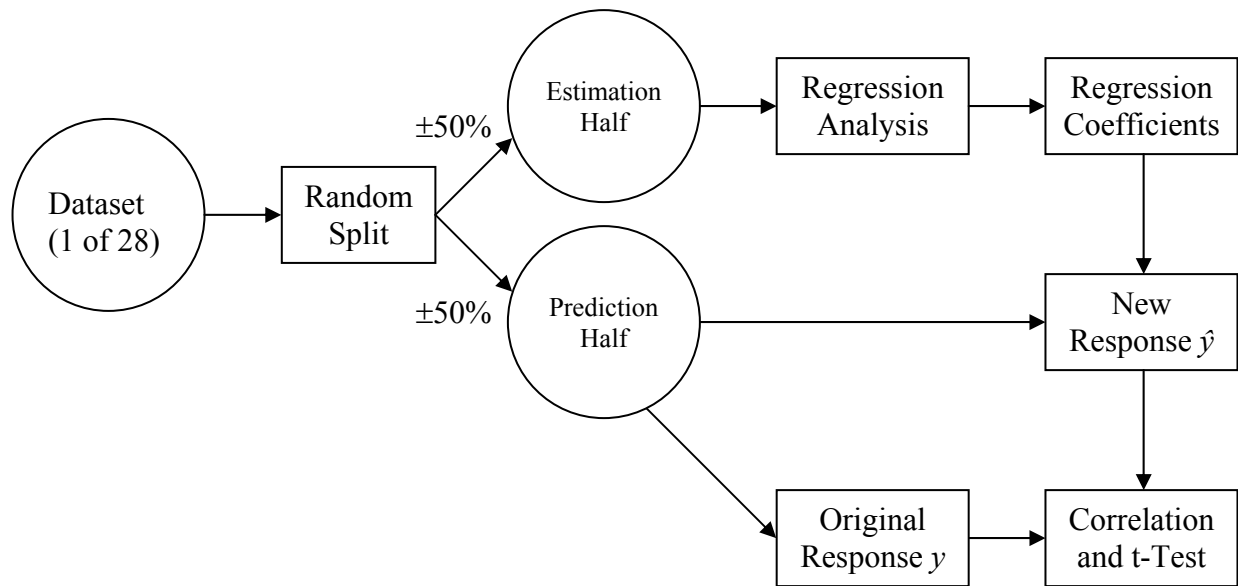 Dataset
(1 of 28)
Random
Split
±50%
±50%
Estimation
Half
Prediction
Half
Regression
Analysis
Regression
Coefficients
New
Response ŷ
Original
Response y
Correlation
and t-Test